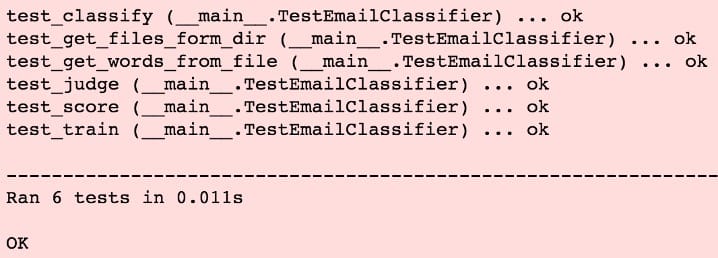 test_classify (__main__.TestEmailClassifier) ... ok
test_get_files_form_dir (__main__.TestEmailClassifier) ... ok
test_get_words_from_file (__main__.TestEmailClassifier) ... ok
test_judge (__main__.TestEmailClassifier) ... ok
test_score (__main__.TestEmailClassifier) ... ok
test_train (__main__.TestEmailClassifier) ... ok
----------------------------------------------------------------------
Ran 6 tests in 0.011s
OK